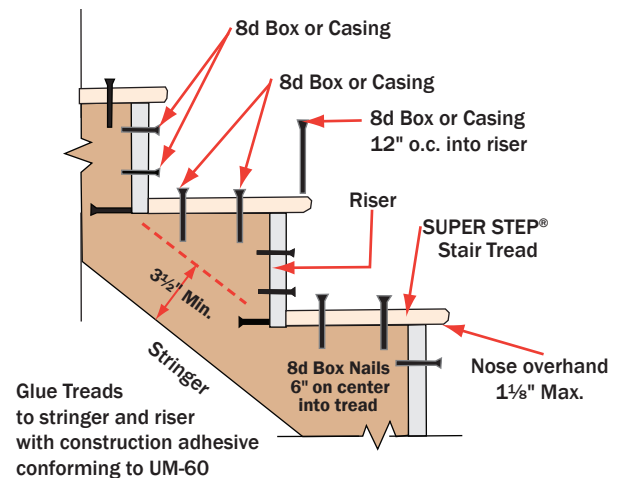 8d Box or Casing
8d Box or Casing
8d Box or Casing
12" o.c. into riser
Riser
SUPER STEP®
Stair Tread
3½" Min.
Stringer
8d Box Nails
6" on center
into tread
Nose overhand
1⅛" Max.
Glue Treads
to stringer and riser
with construction adhesive
conforming to UM-60